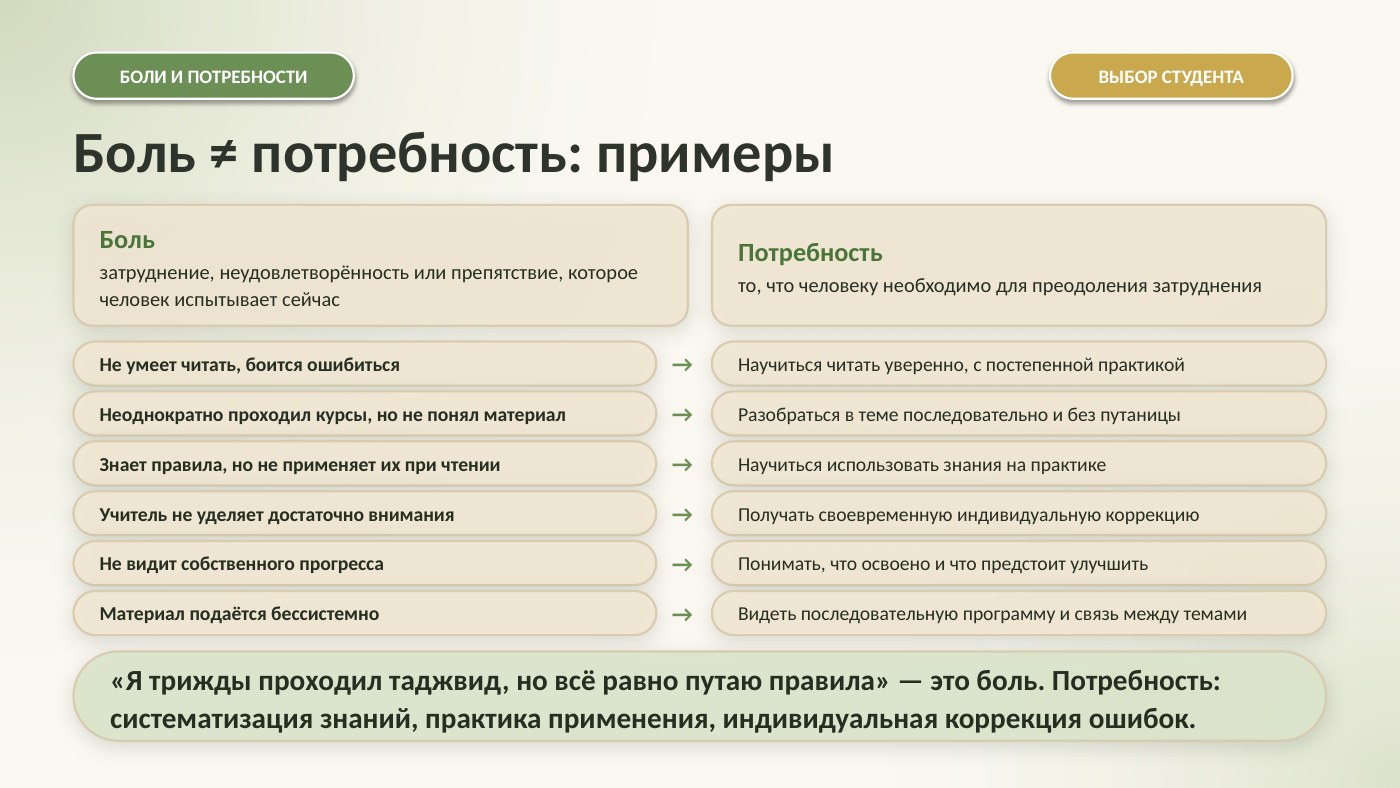 БОЛИ И ПОТРЕБНОСТИ
ВЫБОР СТУДЕНТА
Боль ≠ потребность: примеры
Боль
затруднение, неудовлетворённость или препятствие, которое
человек испытывает сейчас
Потребность
то, что человеку необходимо для преодоления затруднения
Не умеет читать, боится ошибиться → Научиться читать уверенно, с постепенной практикой
Неоднократно проходил курсы, но не понял материал → Разобраться в теме последовательно и без путаницы
Знает правила, но не применяет их при чтении → Научиться использовать знания на практике
Учитель не уделяет достаточно внимания → Получать своевременную индивидуальную коррекцию
Не видит собственного прогресса → Понимать, что освоено и что предстоит улучшить
Материал подаётся бессистемно → Видеть последовательную программу и связь между темами
«Я трижды проходил таджвид, но всё равно путаю правила» — это боль. Потребность:
систематизация знаний, практика применения, индивидуальная коррекция ошибок.